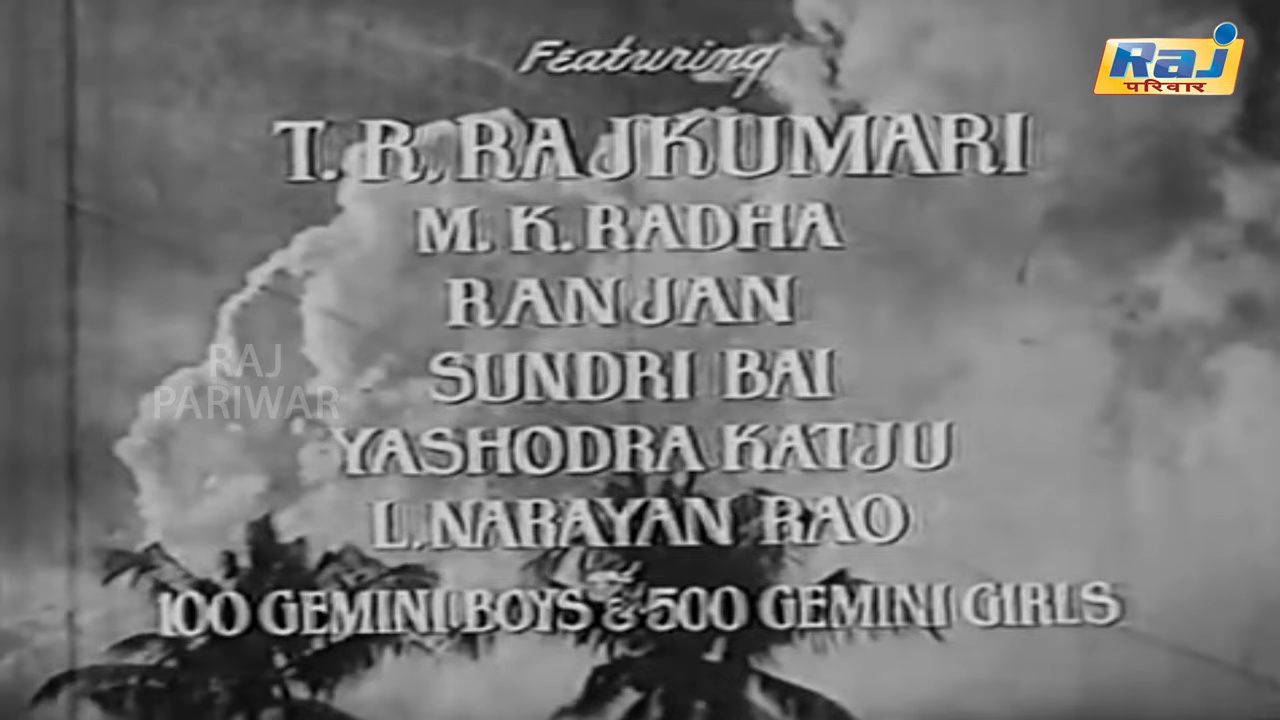 Featuring
T. R. RAJKUMARI
M. K. RADHA
RANJAN
SUNDRI BAI
YASHODRA KATJU
L. NARAYAN RAO
and
100 GEMINI BOYS & 500 GEMINI GIRLS
Raj
परिवार
RAJ
PARIWAR